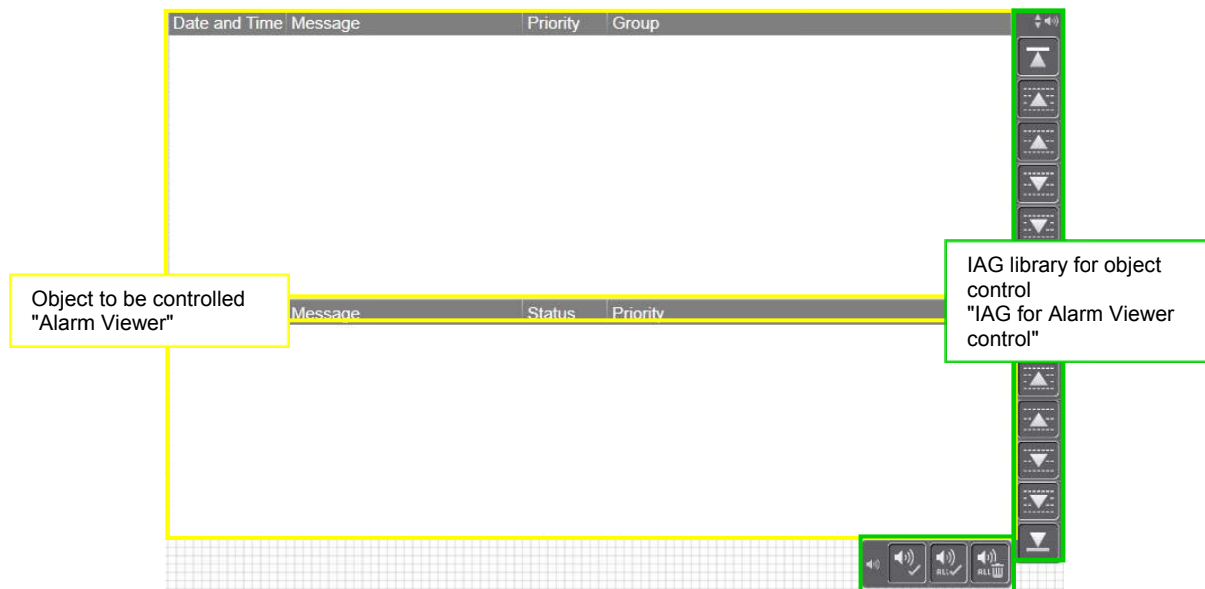 Date and Time Message Priority Group
Object to be controlled
"Alarm Viewer"
IAG library for object
control
"IAG for Alarm Viewer
control"
Message Status Priority
ALL ALL